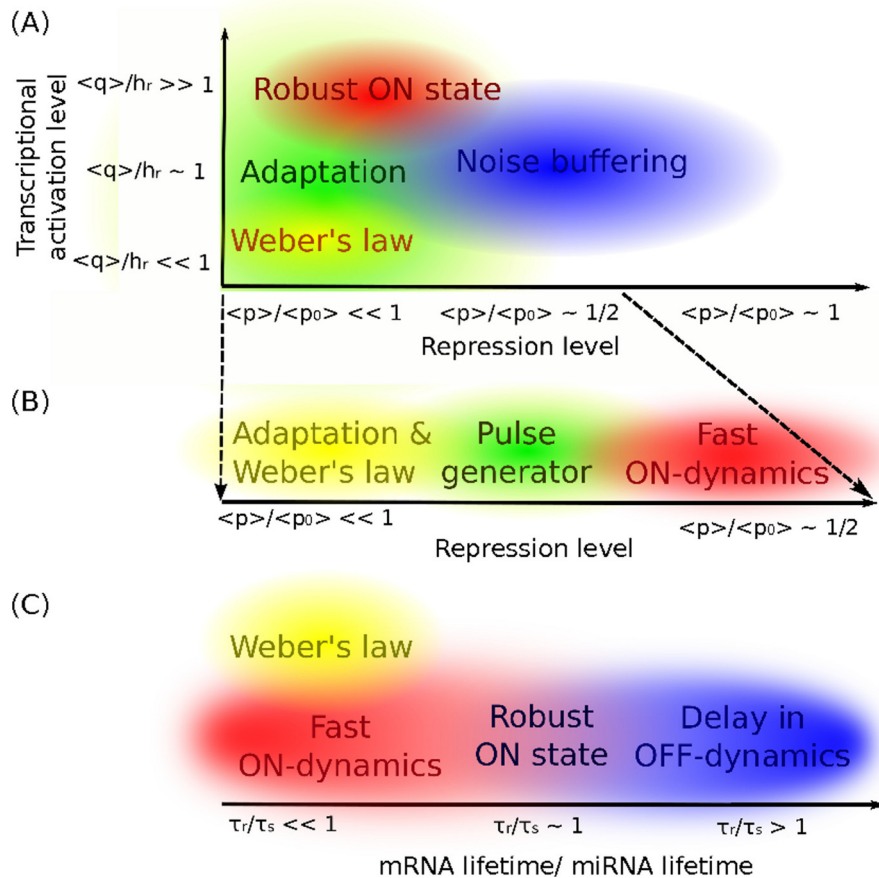 (A)
Transcriptional
activation level
<q>/hᵣ >> 1
<q>/hᵣ ~ 1
<q>/hᵣ << 1
Robust ON state
Adaptation
Noise buffering
Weber's law
<p>/<p₀> << 1
<p>/<p₀> ~ 1/2
<p>/<p₀> ~ 1
Repression level
(B)
Adaptation &
Weber's law
Pulse
generator
Fast
ON-dynamics
<p>/<p₀> << 1
<p>/<p₀> ~ 1/2
Repression level
(C)
Weber's law
Fast
ON-dynamics
Robust
ON state
Delay in
OFF-dynamics
τᵣ/τₛ << 1
τᵣ/τₛ ~ 1
τᵣ/τₛ > 1
mRNA lifetime/ miRNA lifetime